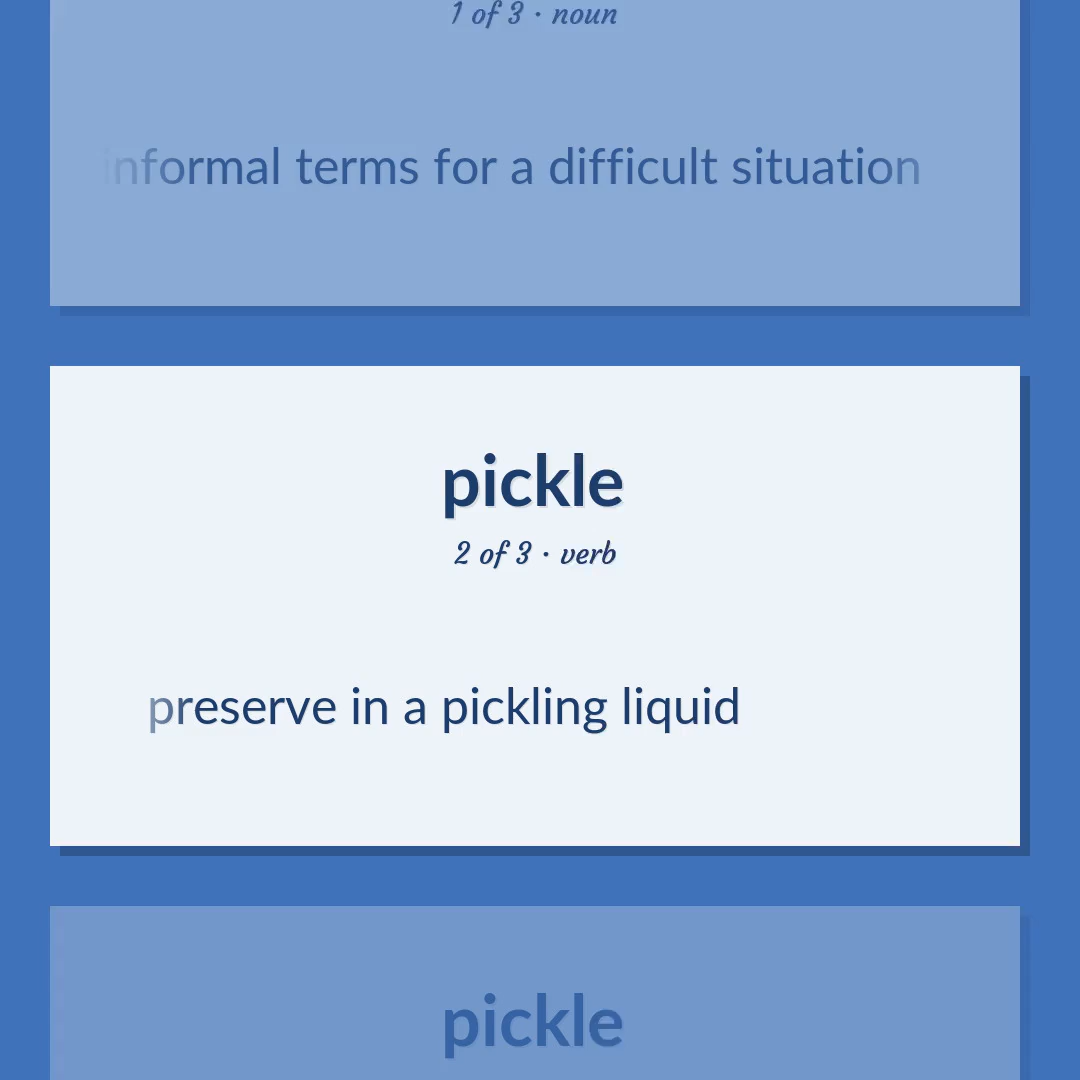 1 of 3 · noun
informal terms for a difficult situation
pickle
2 of 3 · verb
preserve in a pickling liquid
pickle